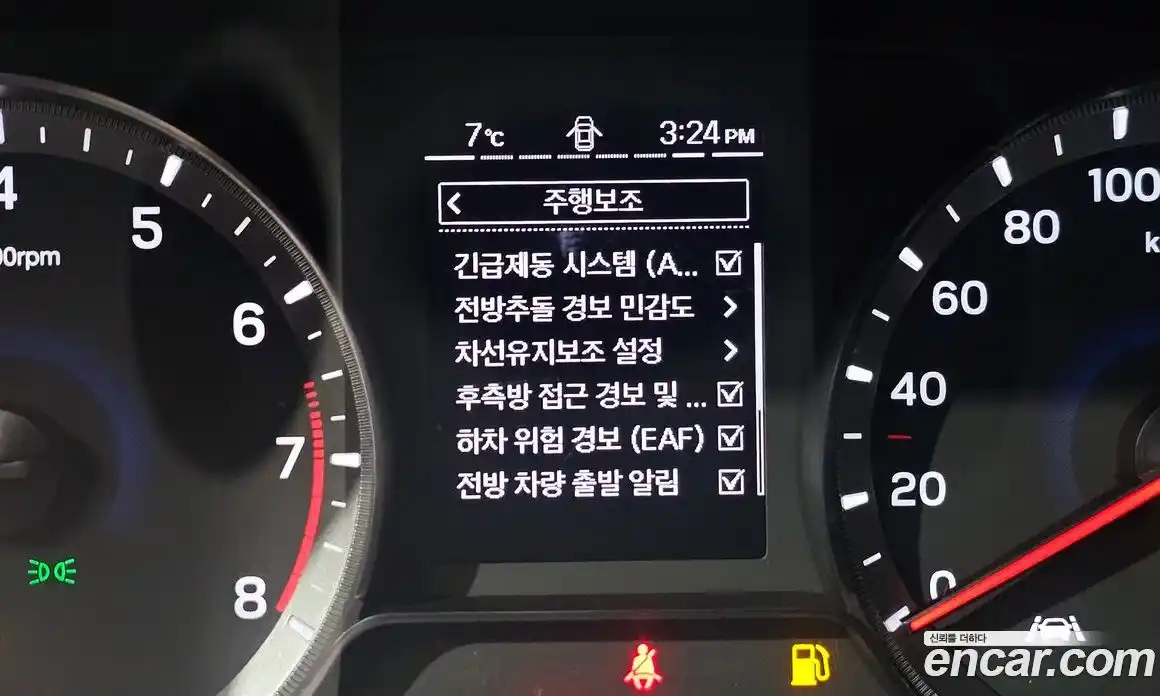 7℃
3:24 PM
주행보조
긴급제동 시스템 (A...
전방추돌 경보 민감도
차선유지보조 설정
후측방 접근 경보 및 ...
하차 위험 경보 (EAF)
전방 차량 출발 알림
4
5
6
7
8
00rpm
100
80
60
40
20
0
k
신뢰를 더하다
encar.com